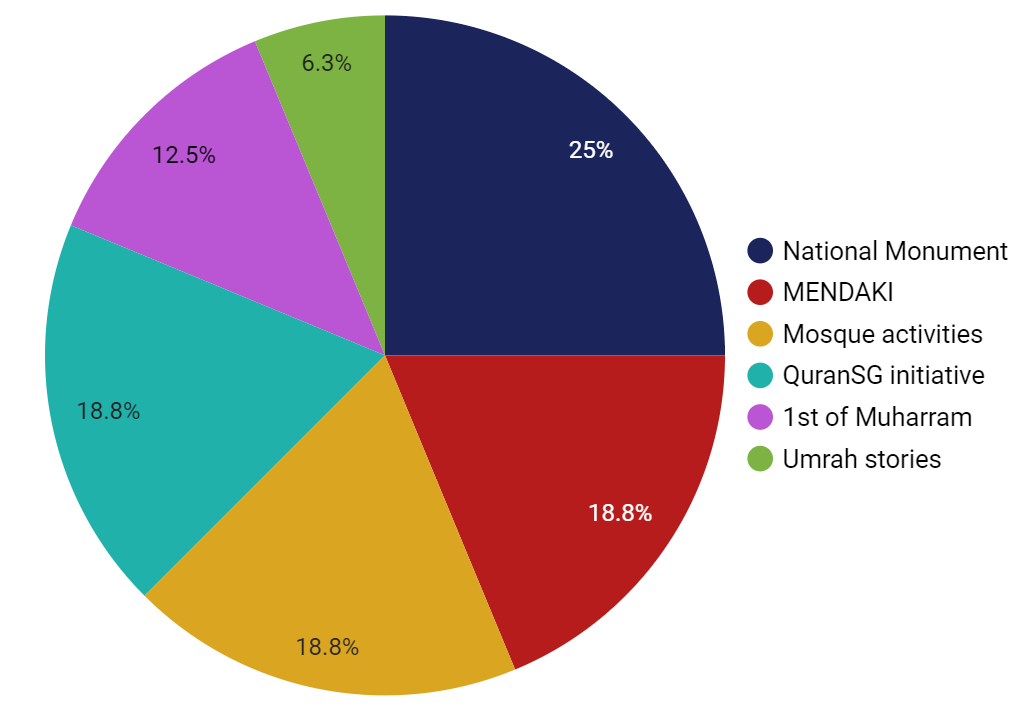 6.3%
25%
12.5%
18.8%
18.8%
18.8%
National Monument
MENDAKI
Mosque activities
QuranSG initiative
1st of Muharram
Umrah stories